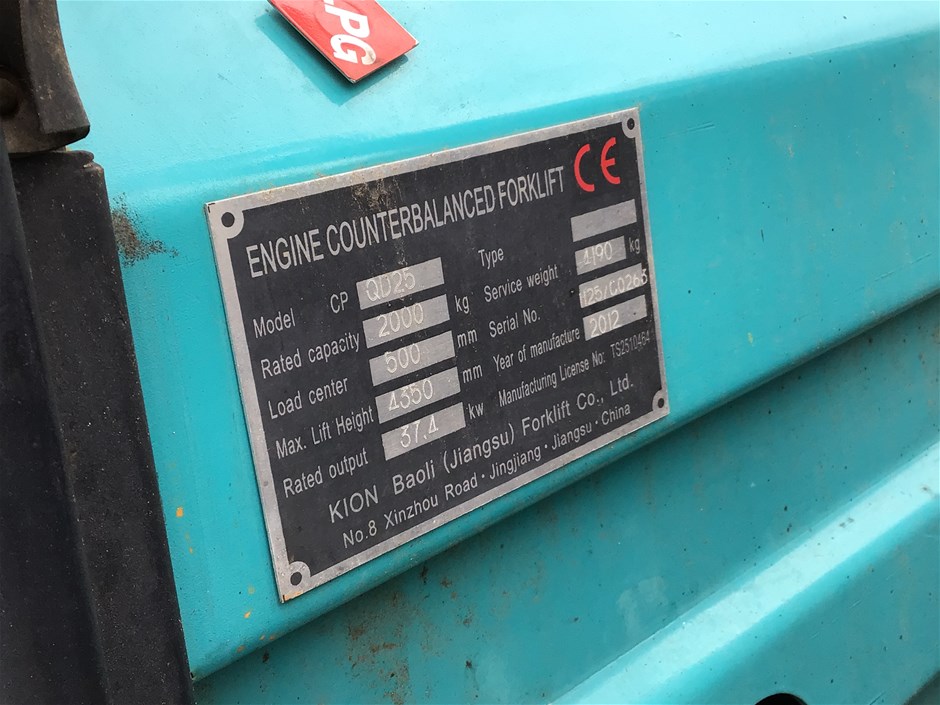 LPG
ENGINE COUNTERBALANCED FORKLIFT CE
Model CP QD25 Type
Rated capacity 2000 kg Service weight 4190 kg
Load center 500 mm Serial No.
Max. Lift Height 4350 mm Year of manufacture 2012
Rated output 37.4 kw Manufacturing License No: TS2510464
KION Baoli (Jiangsu) Forklift Co., Ltd.
No.8 Xinzhou Road · Jingjiang · Jiangsu · China